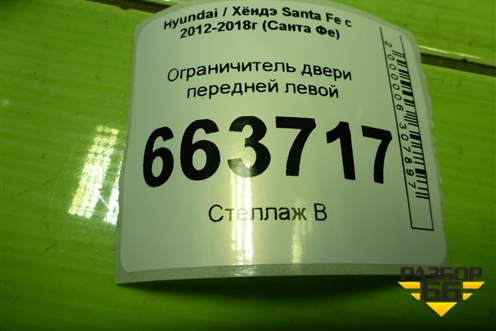 Hyundai / Хёндэ Santa Fe с
2012-2018г (Санта Фе)
Ограничитель двери
передней левой
663717
Стеллаж В
2000006307897
РАЗБОР
66